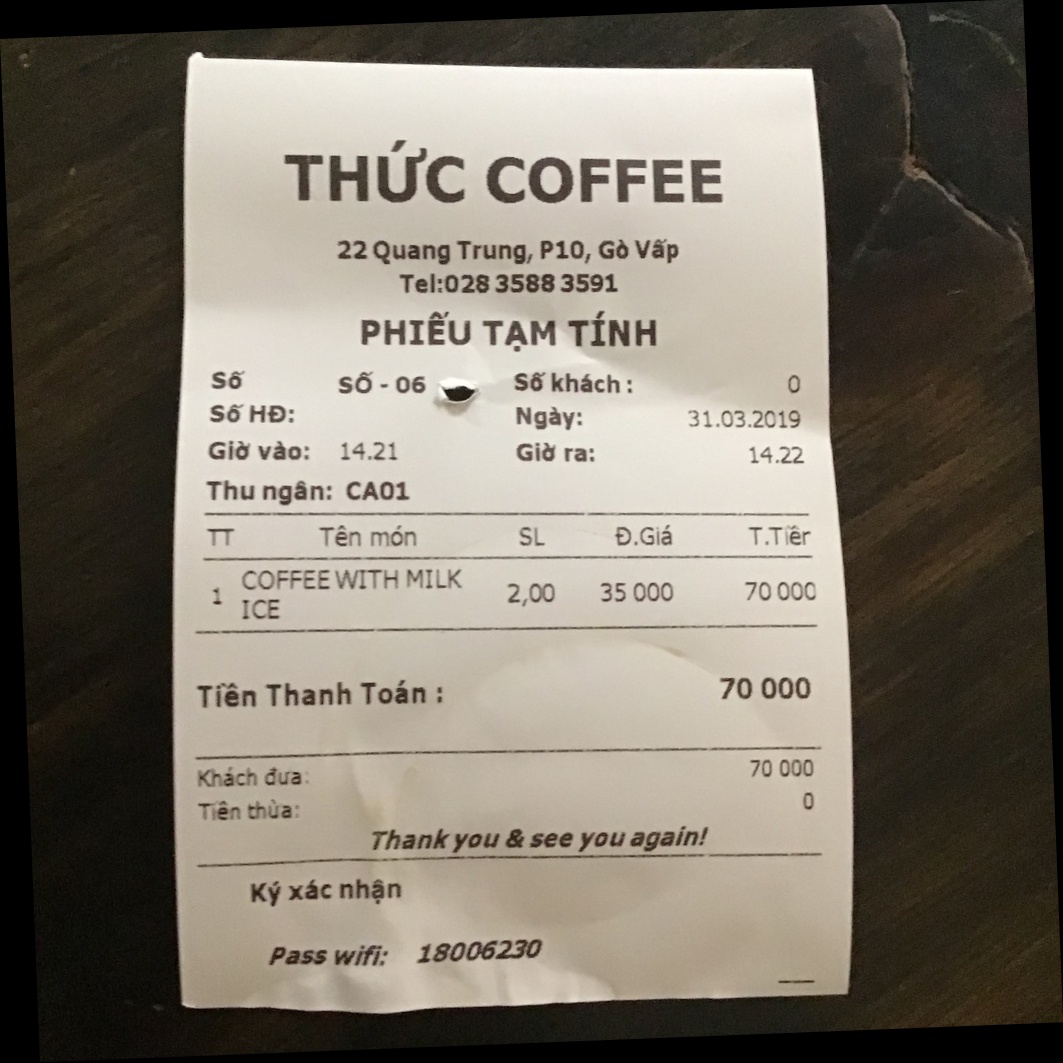 THỨC COFFEE
22 Quang Trung, P10, Gò Vấp
Tel:028 3588 3591
PHIẾU TẠM TÍNH
Số SỐ - 06 Số khách : 0
Số HĐ: Ngày: 31.03.2019
Giờ vào: 14.21 Giờ ra: 14.22
Thu ngân: CA01
TT Tên món SL Đ.Giá T.Tiền
1 COFFEE WITH MILK ICE 2,00 35 000 70 000
Tiền Thanh Toán : 70 000
Khách đưa: 70 000
Tiền thừa: 0
Thank you & see you again!
Ký xác nhận
Pass wifi: 18006230